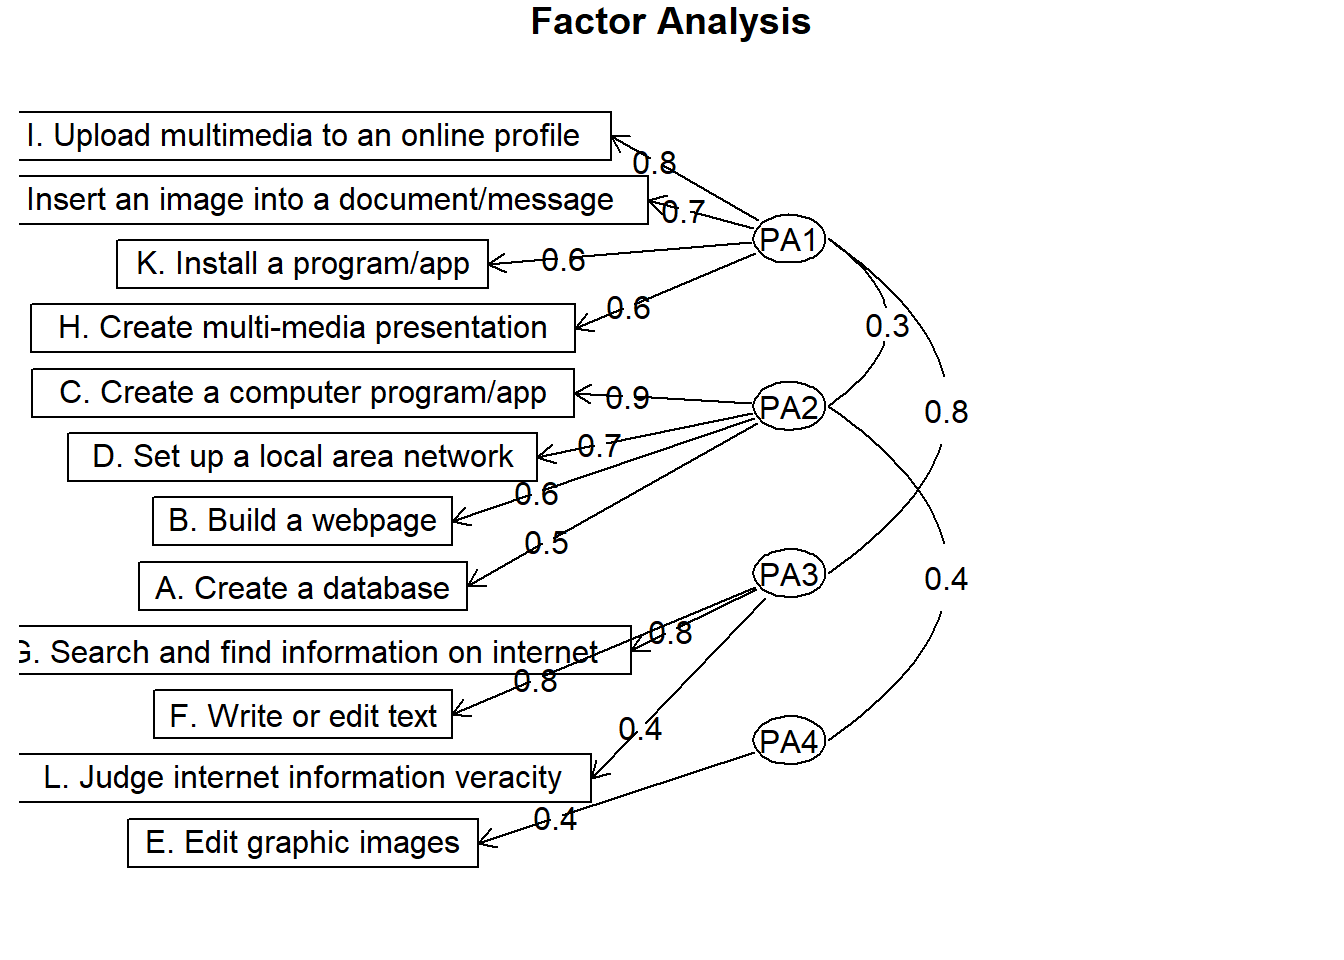 Factor Analysis
I. Upload multimedia to an online profile
0.8
Insert an image into a document/message
0.7
PA1
K. Install a program/app
0.6
H. Create multi-media presentation
0.6
0.3
C. Create a computer program/app
0.9
PA2
0.8
D. Set up a local area network
0.7
B. Build a webpage
0.6
A. Create a database
0.5
PA3
0.4
G. Search and find information on internet
0.8
F. Write or edit text
0.8
L. Judge internet information veracity
0.4
PA4
E. Edit graphic images
0.4